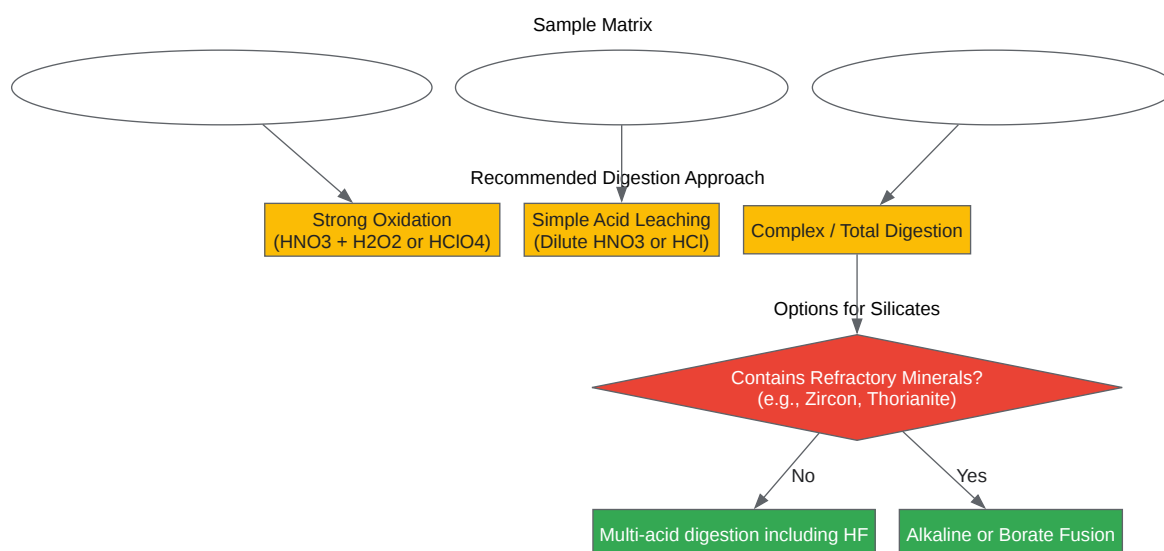 Sample Matrix
Recommended Digestion Approach
Strong Oxidation
(HNO3 + H2O2 or HClO4)
Simple Acid Leaching
(Dilute HNO3 or HCl)
Complex / Total Digestion
Options for Silicates
Contains Refractory Minerals?
(e.g., Zircon, Thorianite)
No
Yes
Multi-acid digestion including HF
Alkaline or Borate Fusion